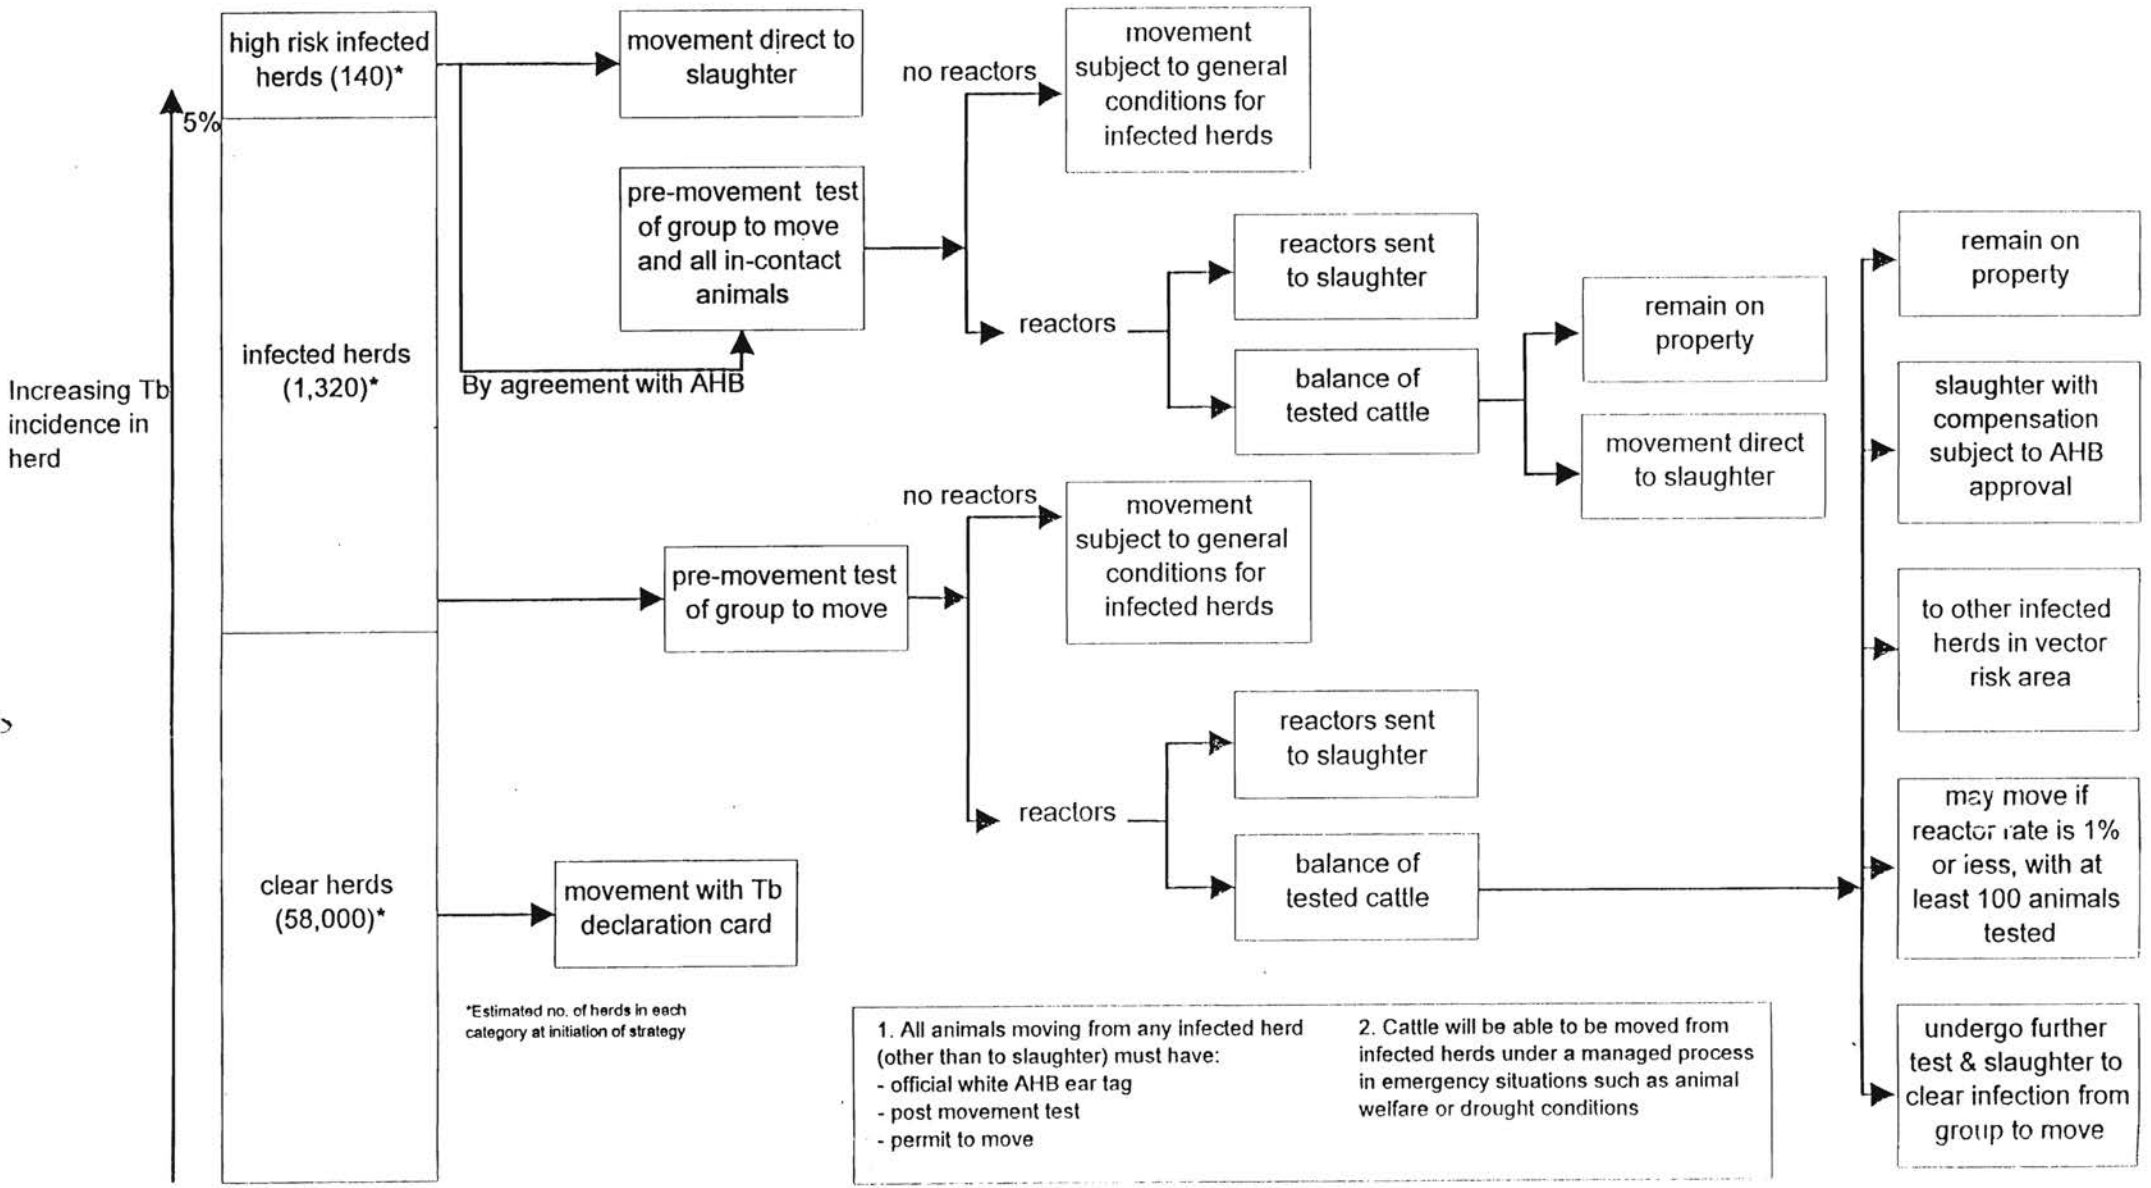 high risk infected
herds (140)*
5%
infected herds
(1,320)*
Increasing Tb
incidence in
herd
clear herds
(58,000)*
movement direct to
slaughter
pre-movement test
of group to move
and all in-contact
animals
By agreement with AHB
no reactors
movement
subject to general
conditions for
infected herds
reactors
reactors sent
to slaughter
balance of
tested cattle
remain on
property
movement direct
to slaughter
pre-movement test
of group to move
no reactors
movement
subject to general
conditions for
infected herds
reactors
reactors sent
to slaughter
balance of
tested cattle
remain on
property
slaughter with
compensation
subject to AHB
approval
to other infected
herds in vector
risk area
may move if
reactor rate is 1%
or less, with at
least 100 animals
tested
undergo further
test & slaughter to
clear infection from
group to move
movement with Tb
declaration card
*Estimated no. of herds in each
category at initiation of strategy
1. All animals moving from any infected herd
(other than to slaughter) must have:
- official white AHB ear tag
- post movement test
- permit to move
2. Cattle will be able to be moved from
infected herds under a managed process
in emergency situations such as animal
welfare or drought conditions